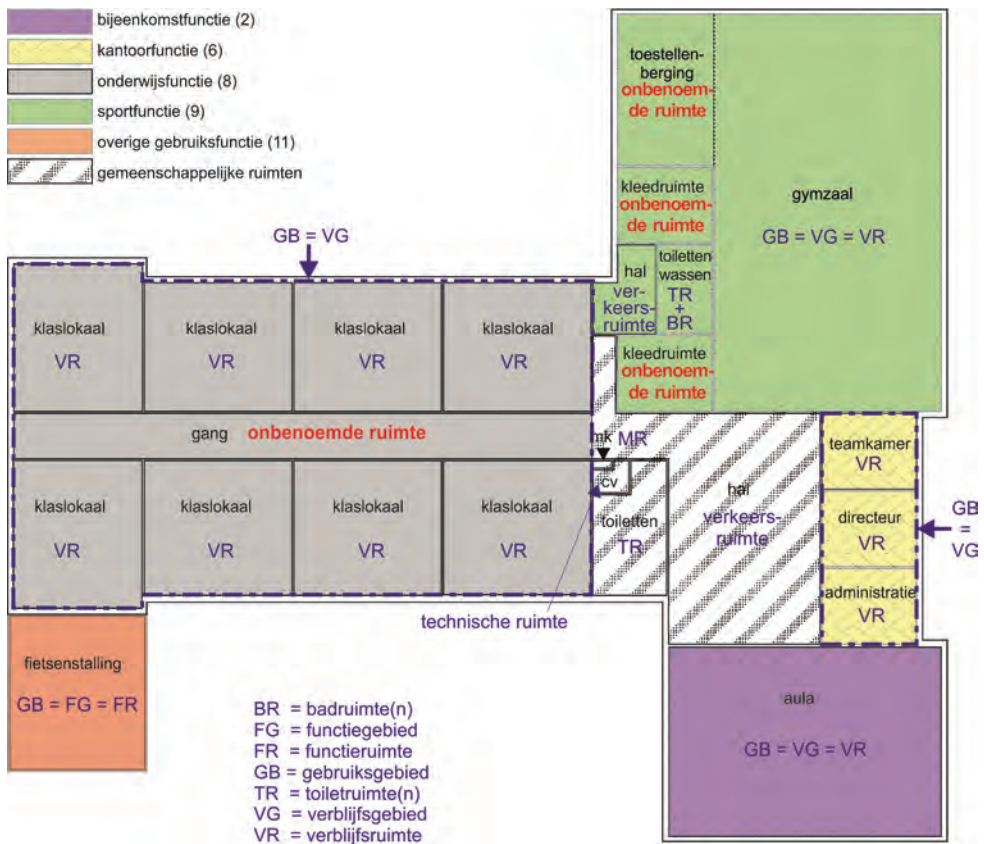 bijeenkomstfunctie (2)
kantoorfunctie (6)
onderwijsfunctie (8)
sportfunctie (9)
overige gebruiksfunctie (11)
gemeenschappelijke ruimten
toestellen-
berging
onbenoem-
de ruimte
kleedruimte
onbenoem-
de ruimte
gymzaal
GB = VG = VR
GB = VG
hal
ver-
keers-
ruimte
toiletten
wassen
TR
+
BR
kleedruimte
onbenoem-
de ruimte
klaslokaal
VR
klaslokaal
VR
klaslokaal
VR
klaslokaal
VR
gang onbenoemde ruimte
mk MR
cv
toiletten
TR
hal
verkeers-
ruimte
teamkamer
VR
directeur
VR
administratie
VR
GB
=
VG
klaslokaal
VR
klaslokaal
VR
klaslokaal
VR
klaslokaal
VR
technische ruimte
fietsenstalling
GB = FG = FR
aula
GB = VG = VR
BR = badruimte(n)
FG = functiegebied
FR = functieruimte
GB = gebruiksgebied
TR = toiletruimte(n)
VG = verblijfsgebied
VR = verblijfsruimte